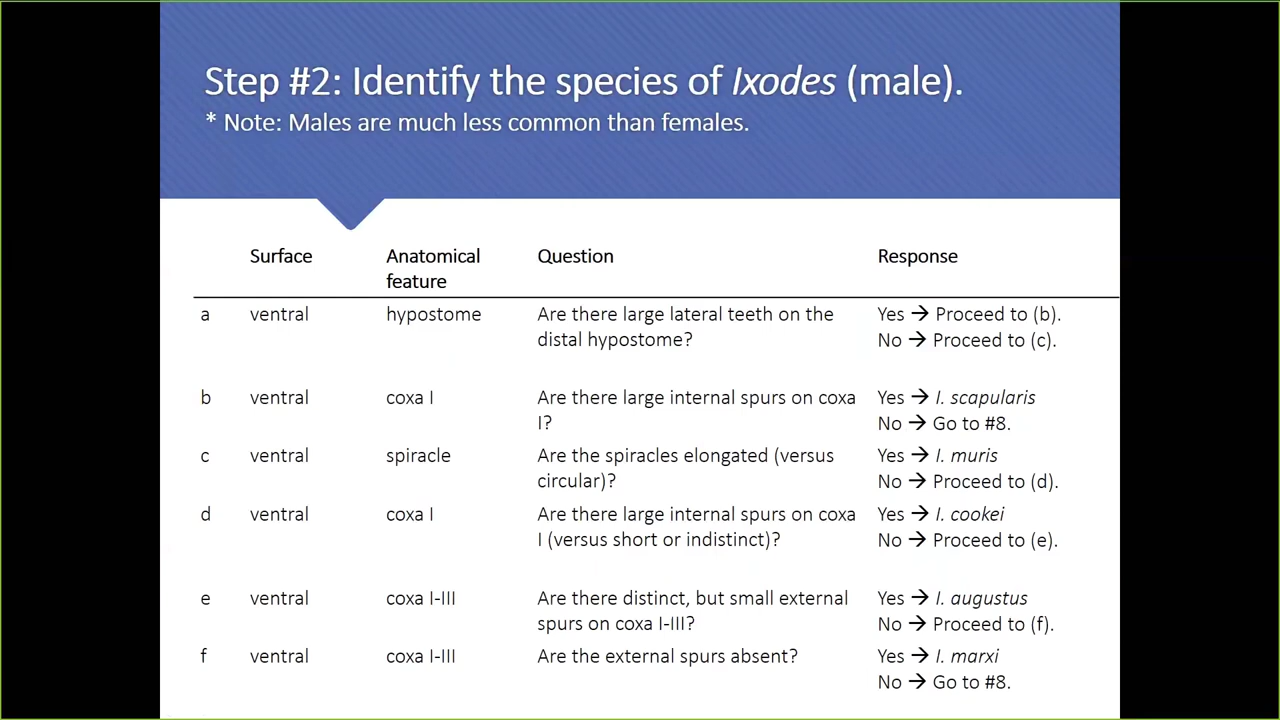 Step #2: Identify the species of Ixodes (male).
* Note: Males are much less common than females.
Surface Anatomical feature Question Response
a ventral hypostome Are there large lateral teeth on the distal hypostome? Yes → Proceed to (b). No → Proceed to (c).
b ventral coxa I Are there large internal spurs on coxa I? Yes → I. scapularis No → Go to #8.
c ventral spiracle Are the spiracles elongated (versus circular)? Yes → I. muris No → Proceed to (d).
d ventral coxa I Are there large internal spurs on coxa I (versus short or indistinct)? Yes → I. cookei No → Proceed to (e).
e ventral coxa I-III Are there distinct, but small external spurs on coxa I-III? Yes → I. augustus No → Proceed to (f).
f ventral coxa I-III Are the external spurs absent? Yes → I. marxi No → Go to #8.